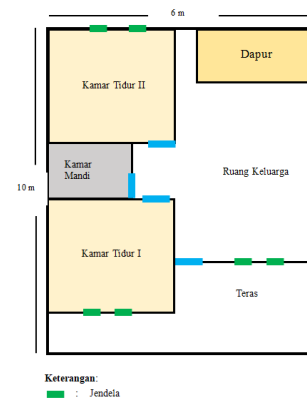 6 m
Dapur
Kamar Tidur II
Kamar
Mandi
Ruang Keluarga
10 m
Kamar Tidur I
Teras
Keterangan:
: Jendela